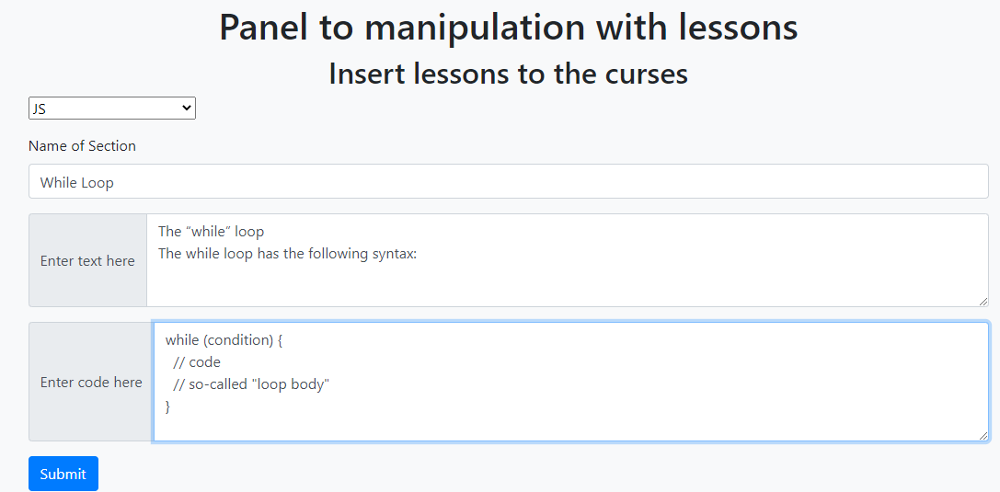 Panel to manipulation with lessons
Insert lessons to the curses
JS
Name of Section
While Loop
Enter text here
The “while” loop
The while loop has the following syntax:
Enter code here
while (condition) {
  // code
  // so-called "loop body"
}
Submit